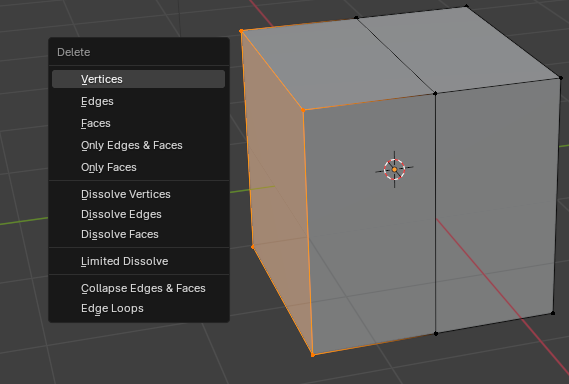 Delete
Vertices
Edges
Faces
Only Edges & Faces
Only Faces
Dissolve Vertices
Dissolve Edges
Dissolve Faces
Limited Dissolve
Collapse Edges & Faces
Edge Loops